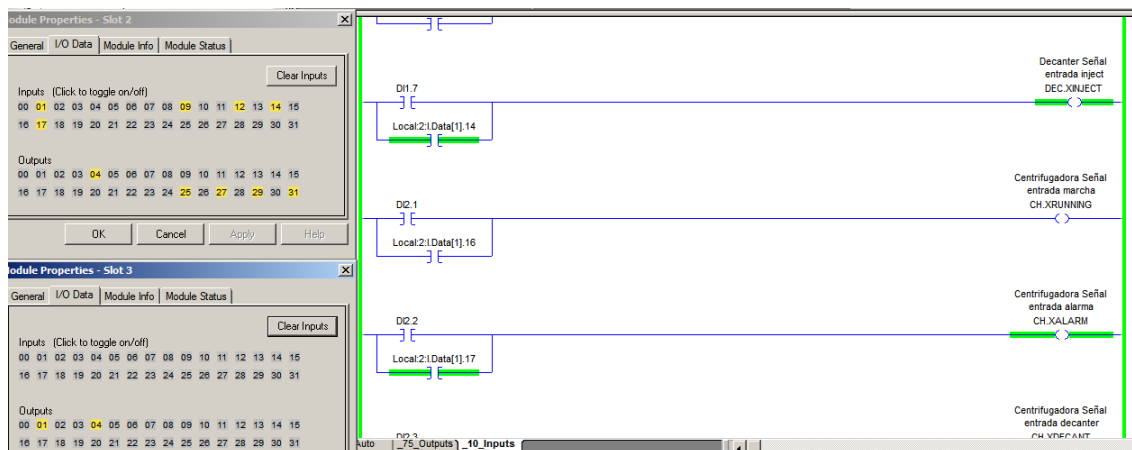 odule Properties - Slot 2
General I/O Data Module Info Module Status
Clear Inputs
Inputs (Click to toggle on/off)
00 01 02 03 04 05 06 07 08 09 10 11 12 13 14 15
16 17 18 19 20 21 22 23 24 25 26 27 28 29 30 31
Outputs
00 01 02 03 04 05 06 07 08 09 10 11 12 13 14 15
16 17 18 19 20 21 22 23 24 25 26 27 28 29 30 31
OK Cancel Apply Help
odule Properties - Slot 3
General I/O Data Module Info Module Status
Clear Inputs
Inputs (Click to toggle on/off)
00 01 02 03 04 05 06 07 08 09 10 11 12 13 14 15
16 17 18 19 20 21 22 23 24 25 26 27 28 29 30 31
Outputs
00 01 02 03 04 05 06 07 08 09 10 11 12 13 14 15
16 17 18 19 20 21 22 23 24 25 26 27 28 29 30 31
Decanter Señal
entrada inject
DI1.7
DEC.XINJECT
Local:2:I.Data[1].14
Centrifugadora Señal
entrada marcha
DI2.1
CH.XRUNNING
Local:2:I.Data[1].16
Centrifugadora Señal
entrada alarma
DI2.2
CH.XALARM
Local:2:I.Data[1].17
Centrifugadora Señal
entrada decanter
DI2.3
CH.XDECANT
Auto _75_Outputs _10_Inputs